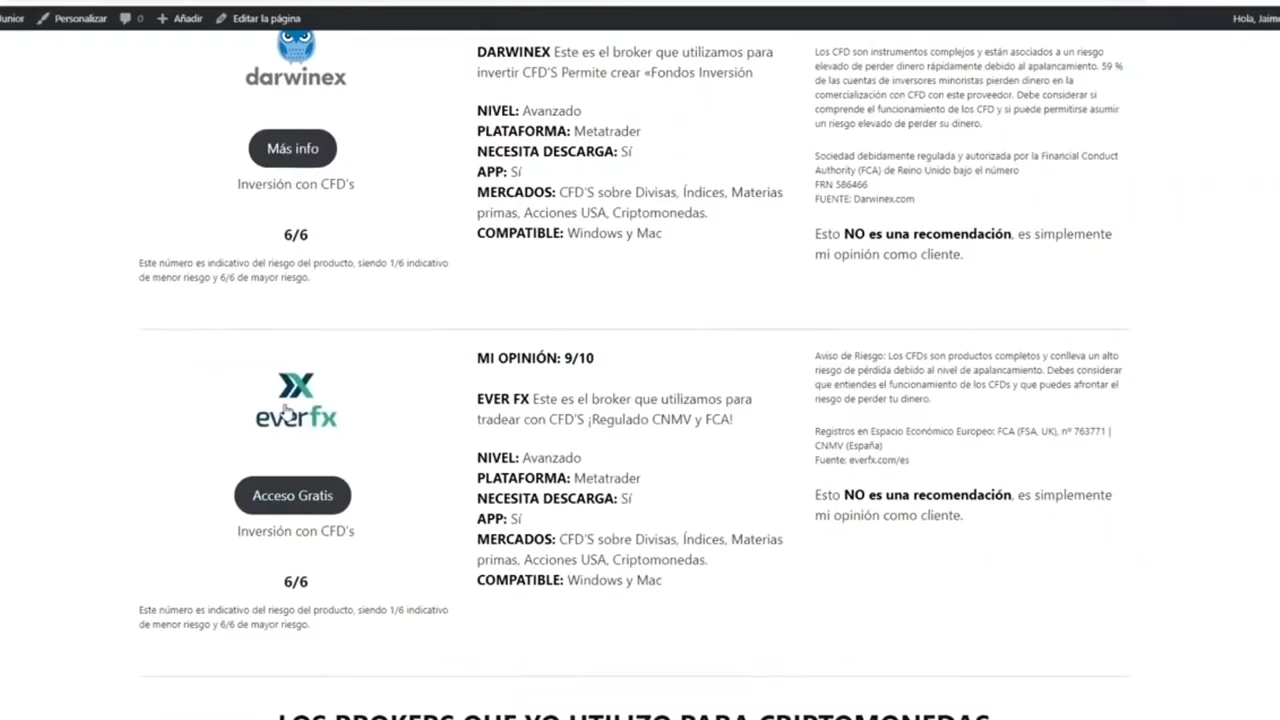 Junior Personalizar 0 Añadir Editar la página Hola, Jaime
darwinex
Más info
Inversión con CFD's
6/6
Este número es indicativo del riesgo del producto, siendo 1/6 indicativo
de menor riesgo y 6/6 de mayor riesgo.
DARWINEX Este es el broker que utilizamos para
invertir CFD'S Permite crear «Fondos Inversión
NIVEL: Avanzado
PLATAFORMA: Metatrader
NECESITA DESCARGA: Sí
APP: Sí
MERCADOS: CFD'S sobre Divisas, Índices, Materias
primas, Acciones USA, Criptomonedas.
COMPATIBLE: Windows y Mac
Los CFD son instrumentos complejos y están asociados a un riesgo
elevado de perder dinero rápidamente debido al apalancamiento. 59 %
de las cuentas de inversores minoristas pierden dinero en la
comercialización con CFD con este proveedor. Debe considerar si
comprende el funcionamiento de los CFD y si puede permitirse asumir
un riesgo elevado de perder su dinero.
Sociedad debidamente regulada y autorizada por la Financial Conduct
Authority (FCA) de Reino Unido bajo el número
FRN 586466
FUENTE: Darwinex.com
Esto NO es una recomendación, es simplemente
mi opinión como cliente.
everfx
Acceso Gratis
Inversión con CFD's
6/6
Este número es indicativo del riesgo del producto, siendo 1/6 indicativo
de menor riesgo y 6/6 de mayor riesgo.
MI OPINIÓN: 9/10
EVER FX Este es el broker que utilizamos para
tradear con CFD'S ¡Regulado CNMV y FCA!
NIVEL: Avanzado
PLATAFORMA: Metatrader
NECESITA DESCARGA: Sí
APP: Sí
MERCADOS: CFD'S sobre Divisas, Índices, Materias
primas, Acciones USA, Criptomonedas.
COMPATIBLE: Windows y Mac
Aviso de Riesgo: Los CFDs son productos completos y conlleva un alto
riesgo de pérdida debido al nivel de apalancamiento. Debes considerar
que entiendes el funcionamiento de los CFDs y que puedes afrontar el
riesgo de perder tu dinero.
Registros en Espacio Económico Europeo: FCA (FSA, UK), nº 763771 |
CNMV (España)
Fuente: everfx.com/es
Esto NO es una recomendación, es simplemente
mi opinión como cliente.
LOS BROKERS QUE YO UTILIZO PARA CRIPTOMONEDAS